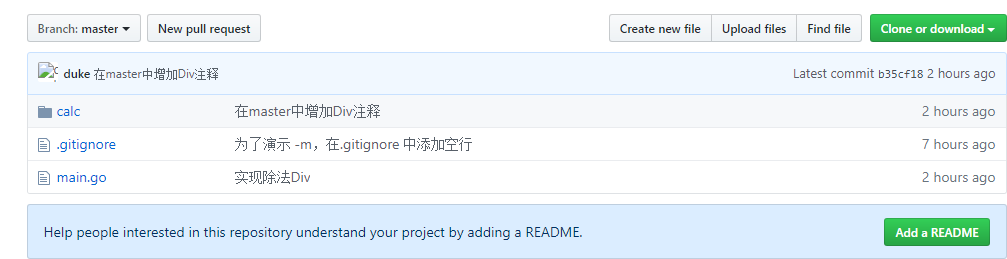 Branch: master New pull request Create new file Upload files Find file Clone or download
duke 在master中增加Div注释 Latest commit b35cf18 2 hours ago
calc 在master中增加Div注释 2 hours ago
.gitignore 为了演示 -m，在.gitignore 中添加空行 7 hours ago
main.go 实现除法Div 2 hours ago
Help people interested in this repository understand your project by adding a README. Add a README